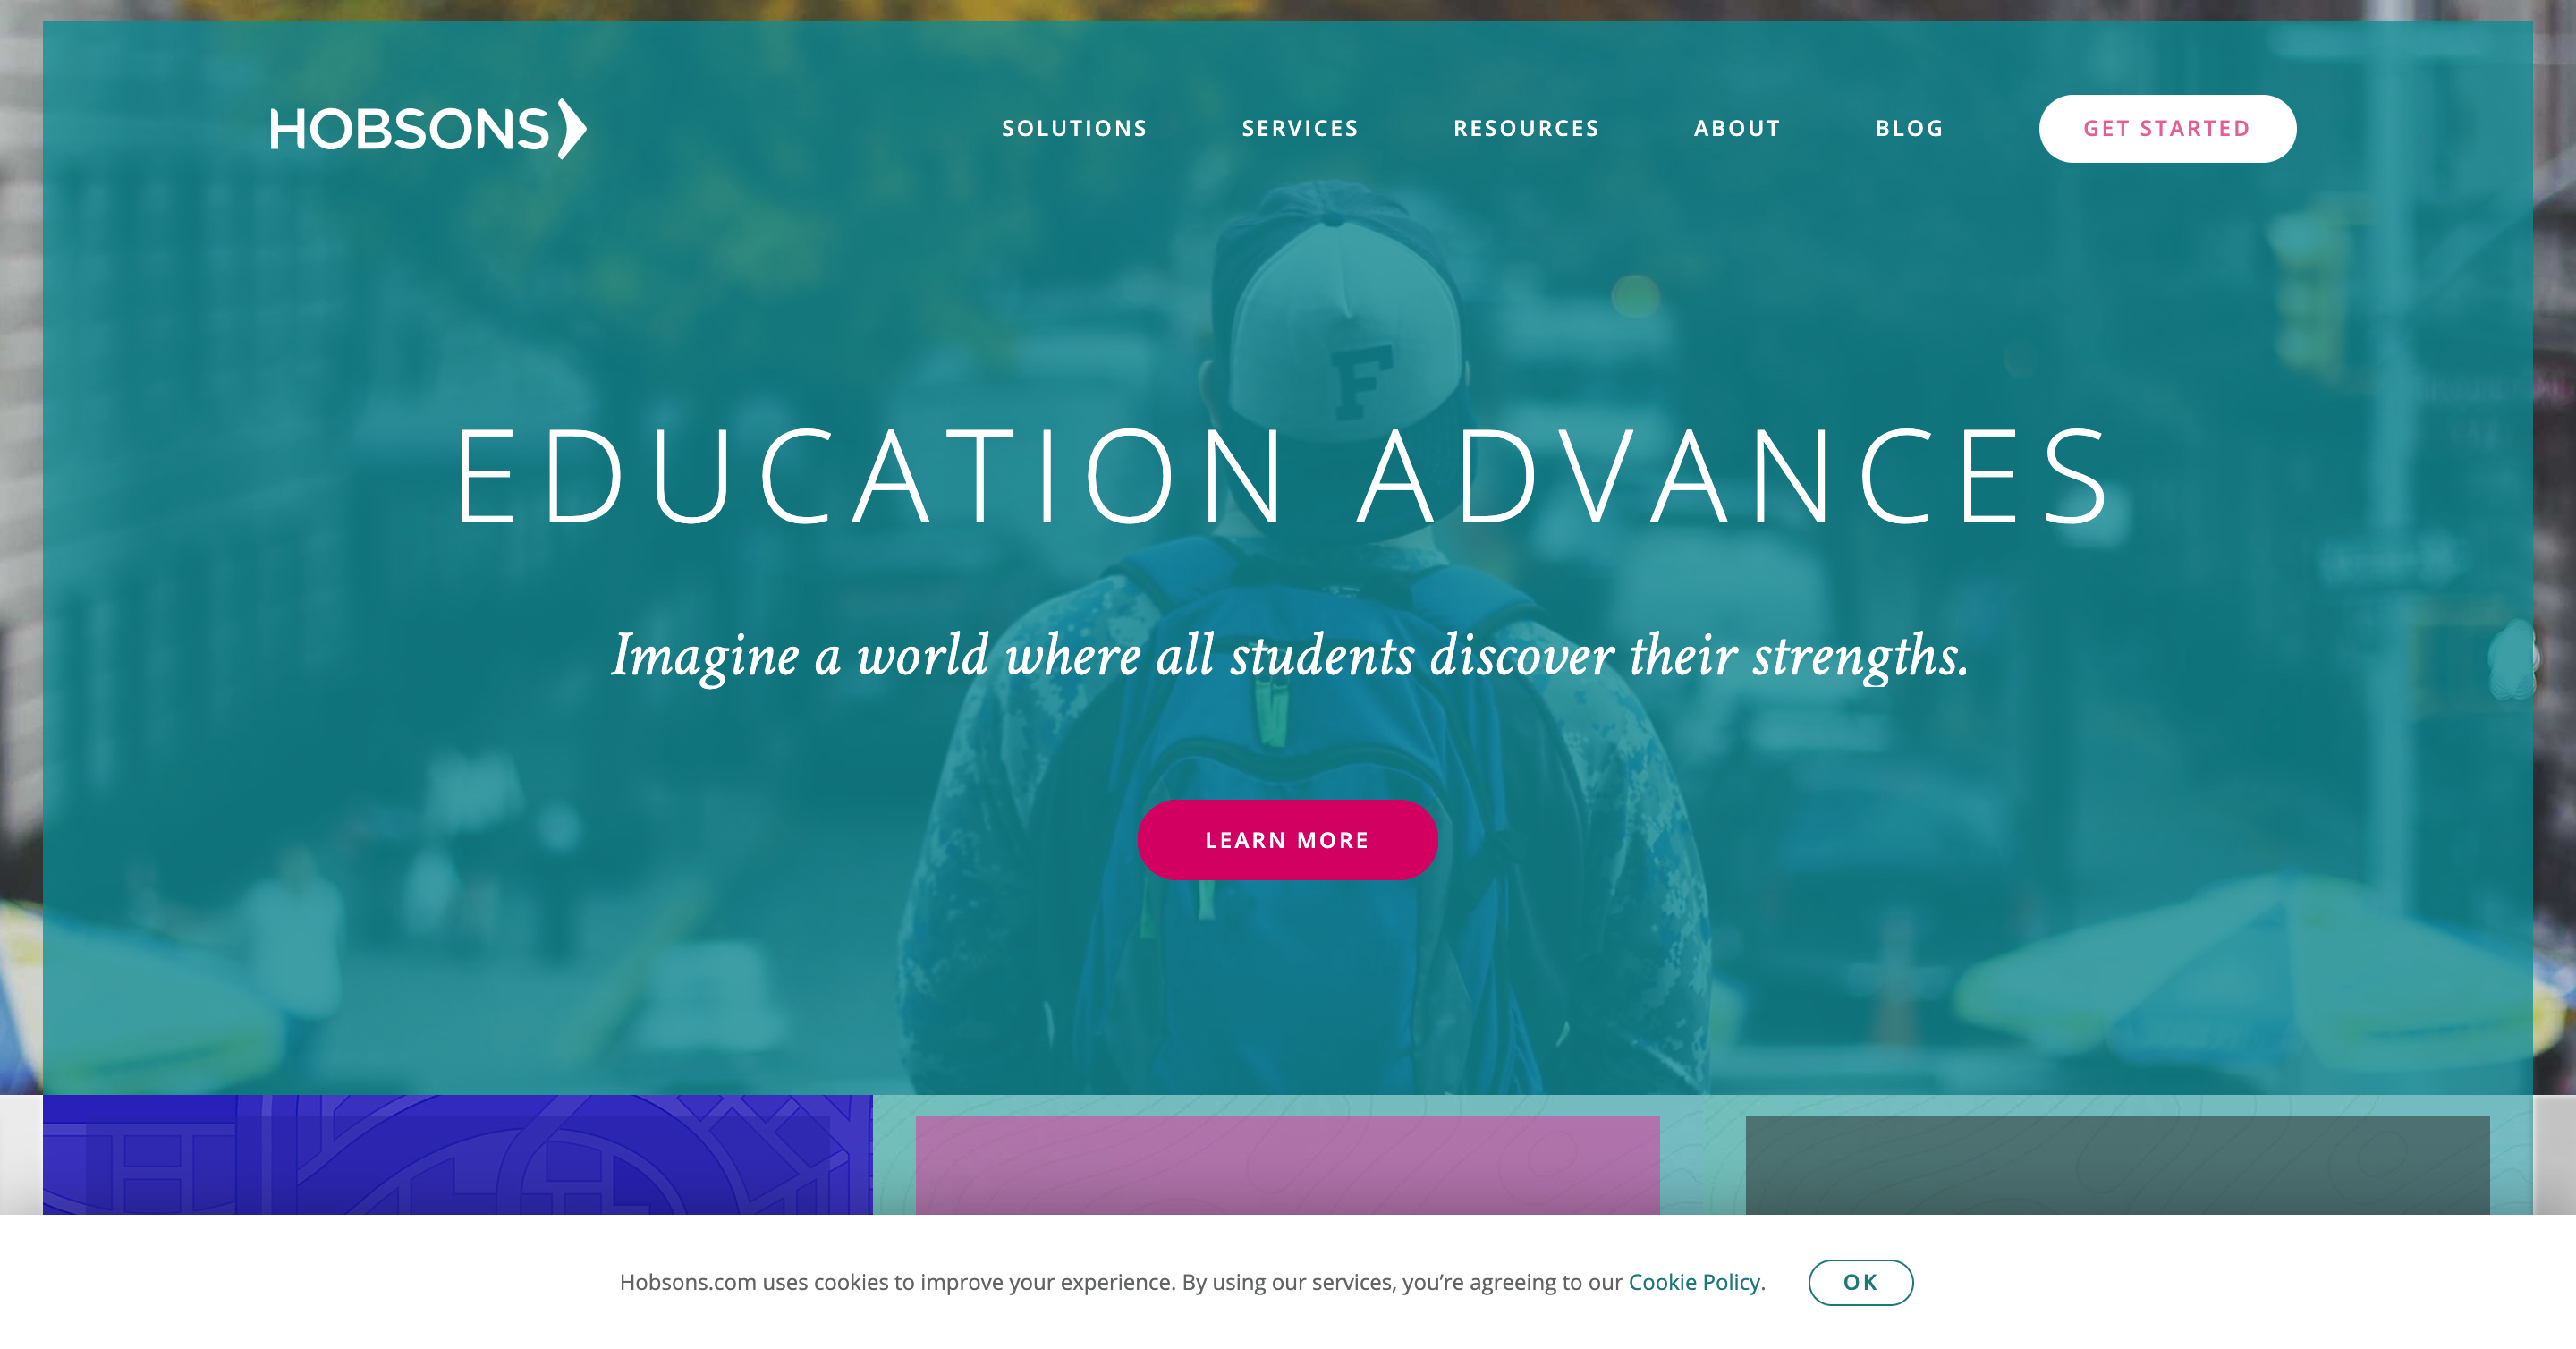 HOBSONS
SOLUTIONS
SERVICES
RESOURCES
ABOUT
BLOG
GET STARTED
F
EDUCATION ADVANCES
Imagine a world where all students discover their strengths.
LEARN MORE
Hobsons.com uses cookies to improve your experience. By using our services, you’re agreeing to our Cookie Policy.
OK